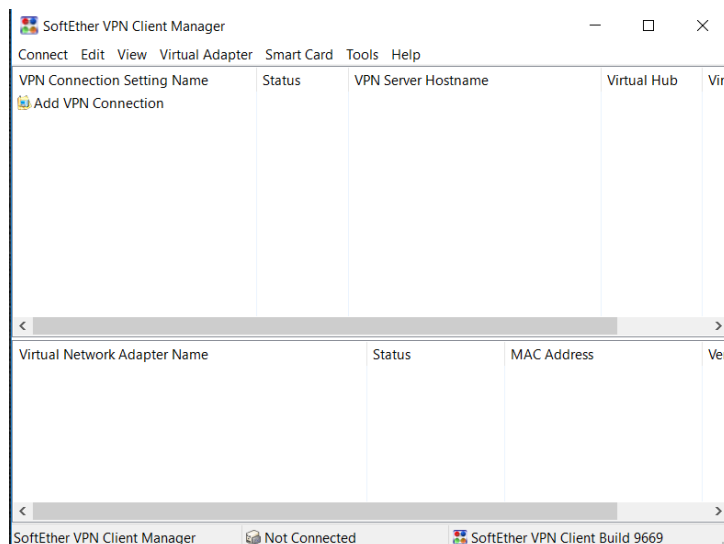 SoftEther VPN Client Manager
Connect Edit View Virtual Adapter Smart Card Tools Help
VPN Connection Setting Name Status VPN Server Hostname Virtual Hub Vir
Add VPN Connection
Virtual Network Adapter Name Status MAC Address Ve
SoftEther VPN Client Manager Not Connected SoftEther VPN Client Build 9669